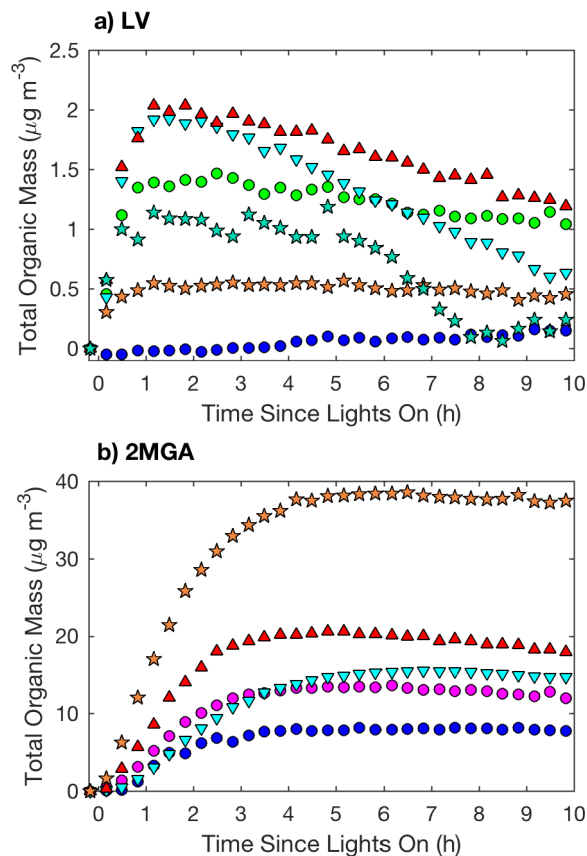 a) LV
Total Organic Mass (μg m⁻³)
2.5
2
1.5
1
0.5
0
0 1 2 3 4 5 6 7 8 9 10
Time Since Lights On (h)
b) 2MGA
Total Organic Mass (μg m⁻³)
40
30
20
10
0
0 1 2 3 4 5 6 7 8 9 10
Time Since Lights On (h)